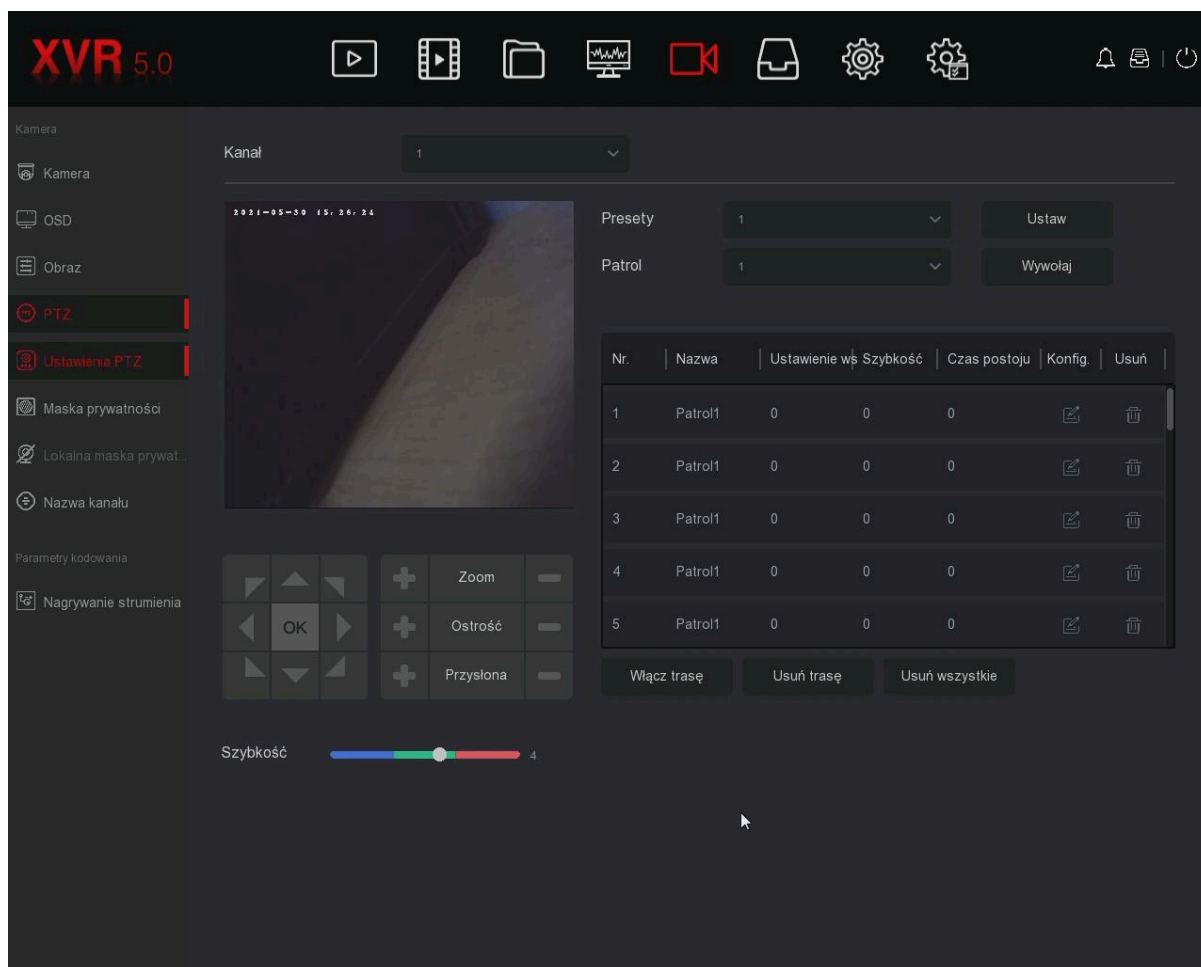 XVR 5.0
Kamera
Kamera
OSD
Obraz
PTZ
Ustawienia PTZ
Maska prywatności
Lokalna maska prywat...
Nazwa kanału
Parametry kodowania
Nagrywanie strumienia
Kanał 1
2021-05-30 15:26:24
Presety 1 Ustaw
Patrol 1 Wywołaj
Nr. Nazwa Ustawienie ws Szybkość Czas postoju Konfig. Usuń
1 Patrol1 0 0 0
2 Patrol1 0 0 0
3 Patrol1 0 0 0
4 Patrol1 0 0 0
5 Patrol1 0 0 0
Zoom
OK Ostrość
Przysłona
Włącz trasę Usuń trasę Usuń wszystkie
Szybkość 4